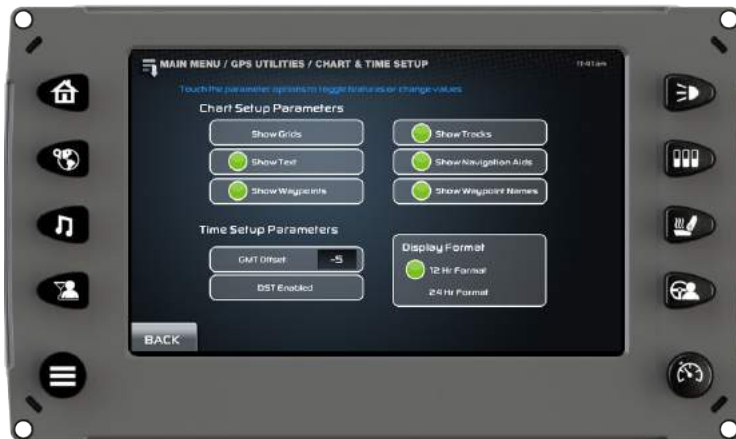 MAIN MENU / GPS UTILITIES / CHART & TIME SETUP
11:41am
Touch the parameter options to toggle features or change values
Chart Setup Parameters
Show Grids
Show Tracks
Show Text
Show Navigation Aids
Show Waypoints
Show Waypoint Names
Time Setup Parameters
GMT Offset
-5
DST Enabled
Display Format
12 Hr Format
24 Hr Format
BACK